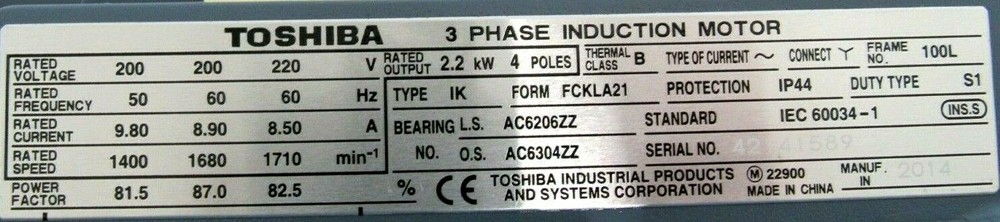 TOSHIBA 3 PHASE INDUCTION MOTOR
RATED VOLTAGE 200 200 220 V RATED OUTPUT 2.2 kW 4 POLES THERMAL CLASS B TYPE OF CURRENT ~ CONNECT Y FRAME NO. 100L
RATED FREQUENCY 50 60 60 Hz TYPE IK FORM FCKLA21 PROTECTION IP44 DUTY TYPE S1
RATED CURRENT 9.80 8.90 8.50 A BEARING NO. L.S. AC6206ZZ STANDARD IEC 60034-1 INS.S
RATED SPEED 1400 1680 1710 min-1 O.S. AC6304ZZ SERIAL NO. 42 41589
POWER FACTOR 81.5 87.0 82.5 % CE TOSHIBA INDUSTRIAL PRODUCTS AND SYSTEMS CORPORATION M 22900 MADE IN CHINA MANUF. IN 2014